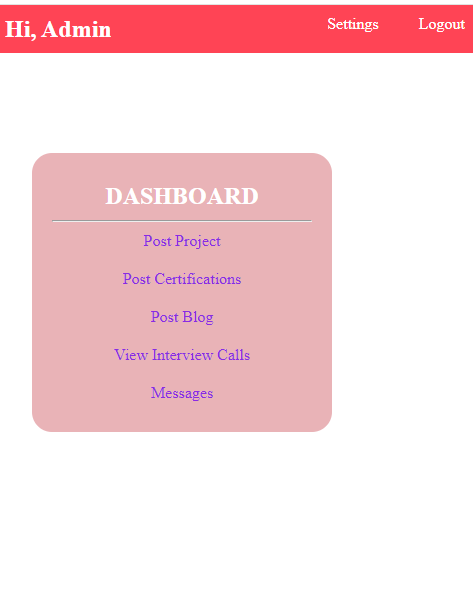 Hi, Admin Settings Logout
DASHBOARD
Post Project
Post Certifications
Post Blog
View Interview Calls
Messages